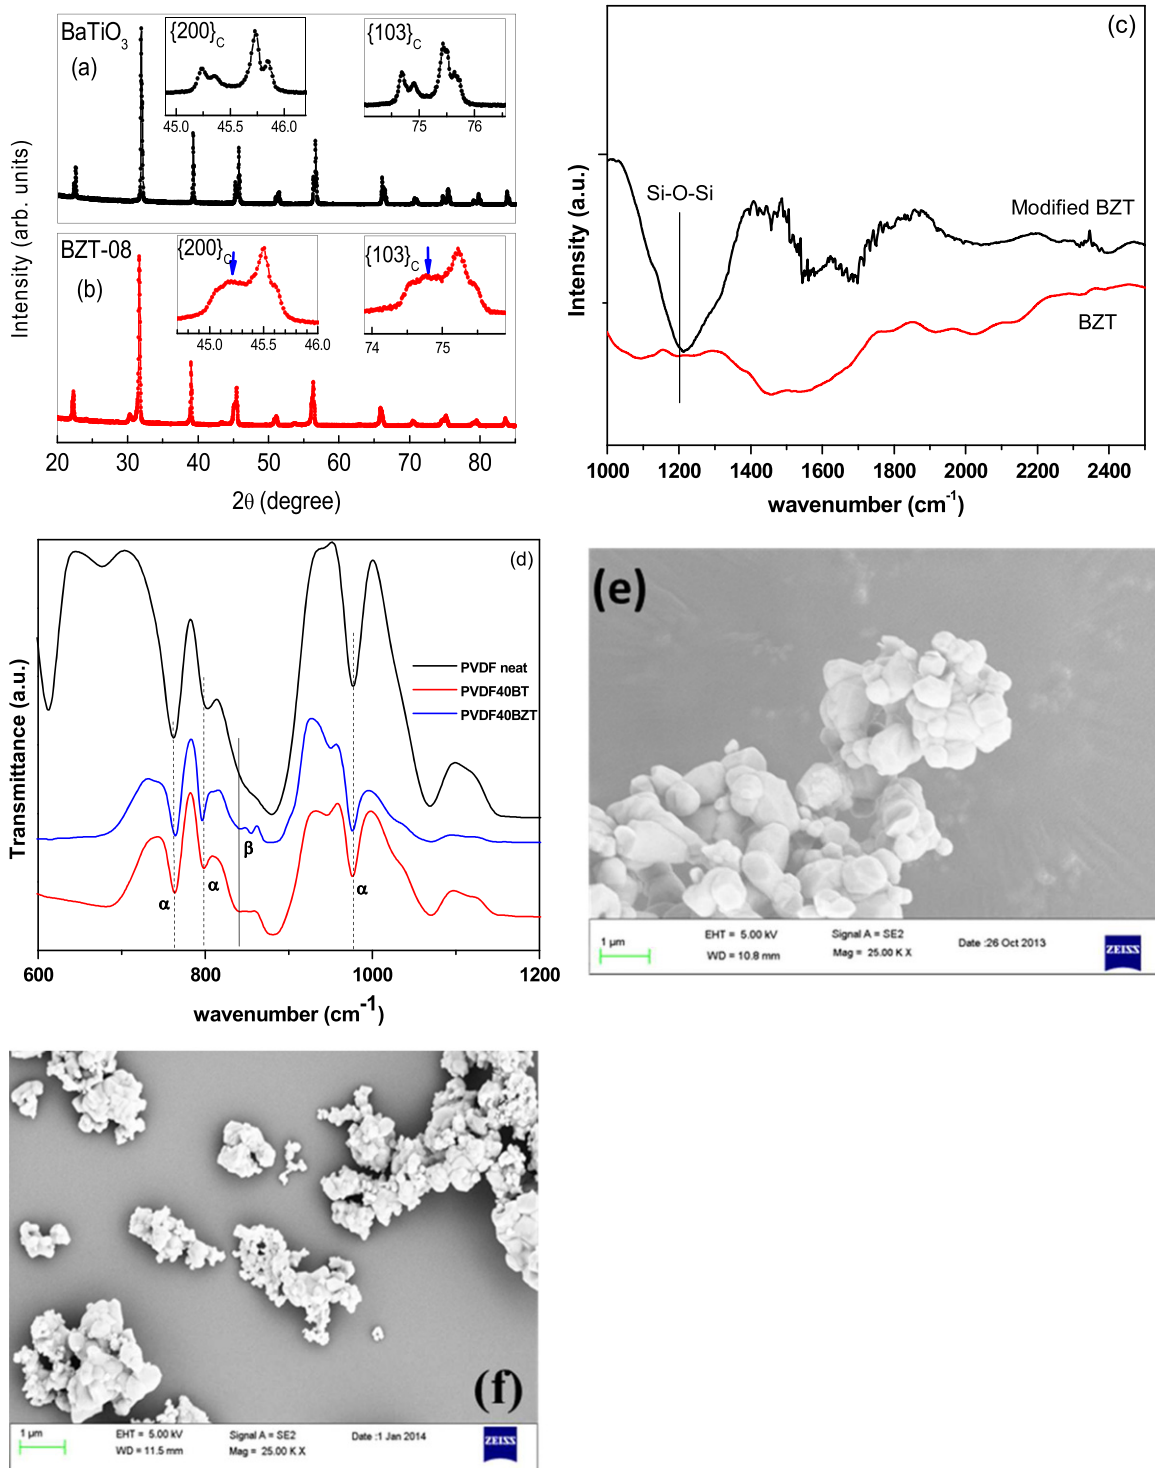 BaTiO3
(a)
{200}C
45.0 45.5 46.0
{103}C
75 76
BZT-08
(b)
{200}C
45.0 45.5 46.0
{103}C
74 75
Intensity (arb. units)
20 30 40 50 60 70 80
2θ (degree)
(c)
Si-O-Si
Modified BZT
BZT
Intensity (a.u.)
1000 1200 1400 1600 1800 2000 2200 2400
wavenumber (cm-1)
(d)
PVDF neat
PVDF40BT
PVDF40BZT
β
α
α
α
Transmittance (a.u.)
600 800 1000 1200
wavenumber (cm-1)
(e)
1 µm
EHT = 5.00 kV
WD = 10.8 mm
Signal A = SE2
Mag = 25.00 K X
Date :26 Oct 2013
ZEISS
(f)
1 µm
EHT = 5.00 kV
WD = 11.5 mm
Signal A = SE2
Mag = 25.00 K X
Date :1 Jan 2014
ZEISS